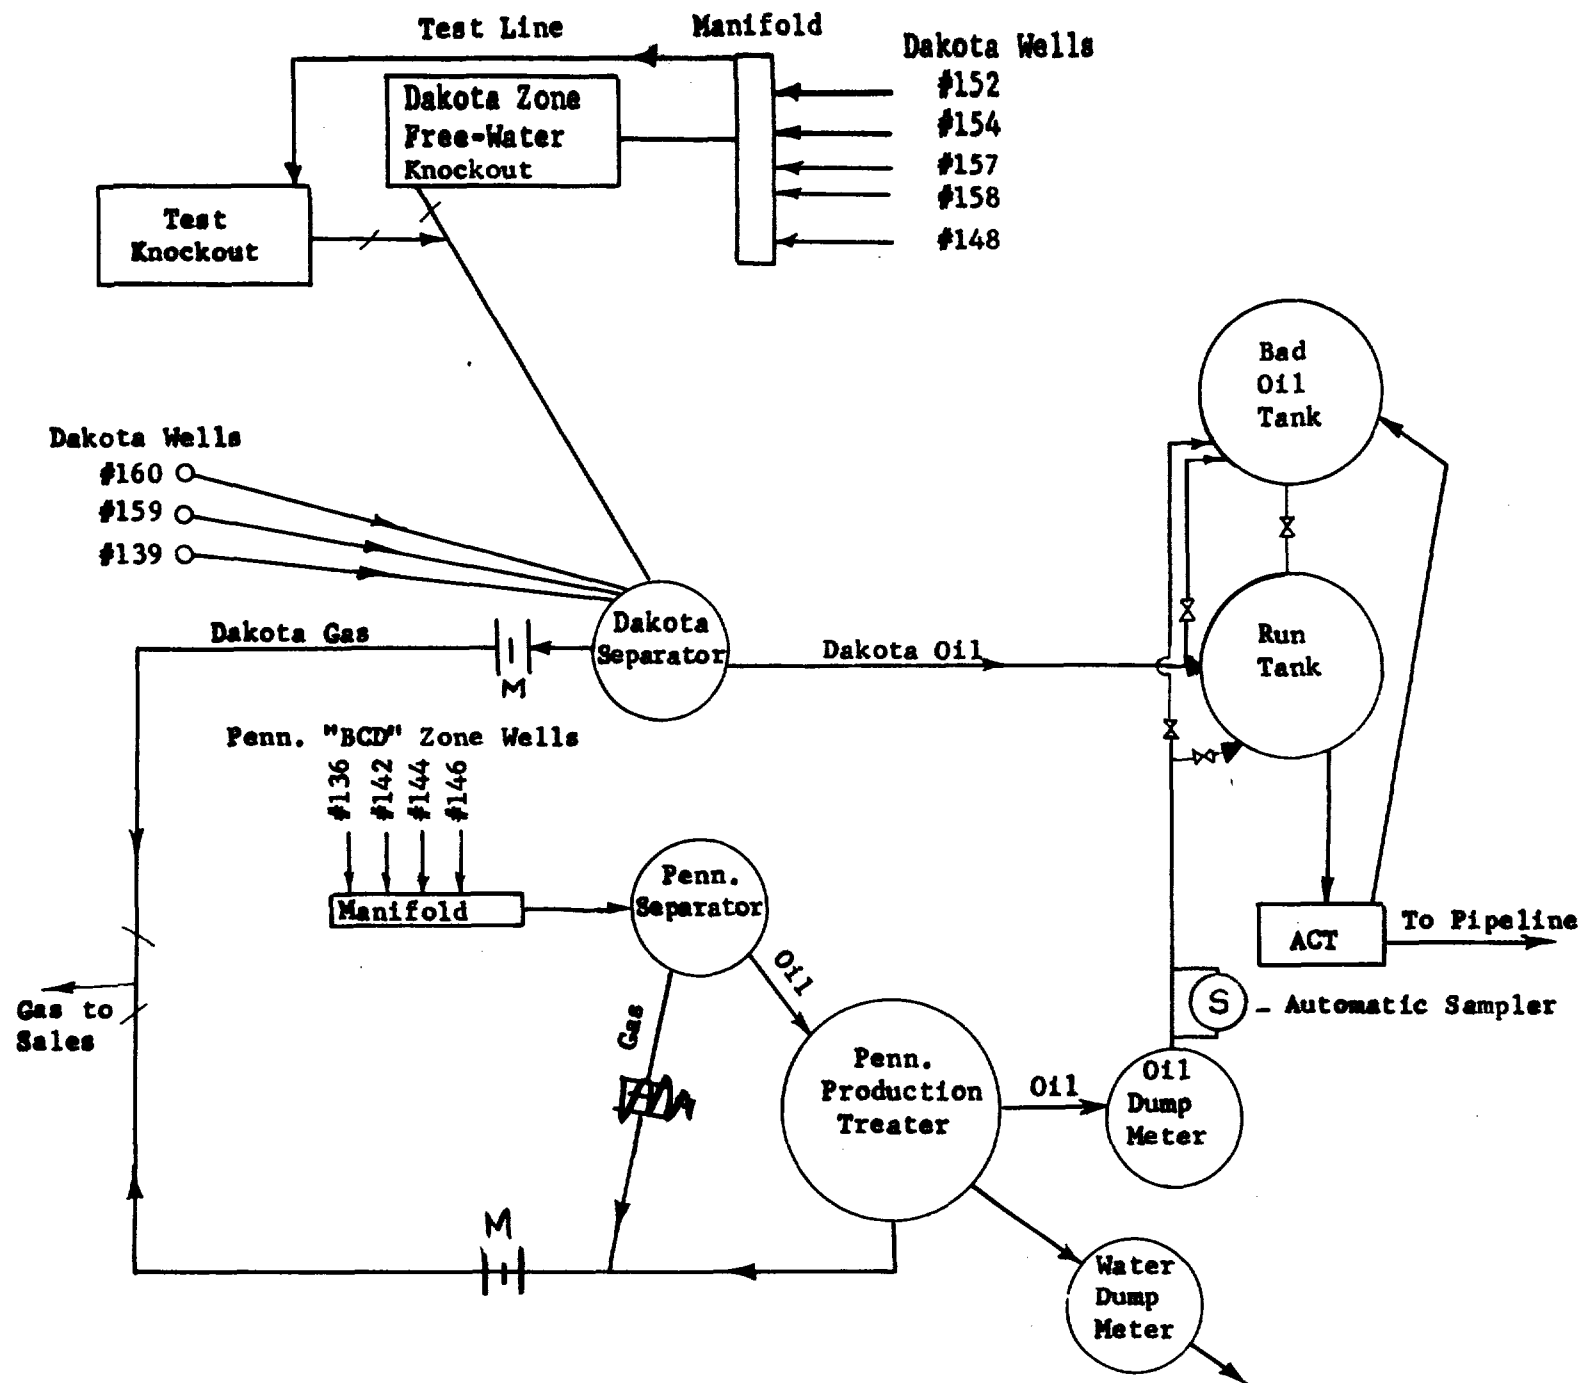 Test Line
Manifold
Dakota Wells
#152
#154
#157
#158
#148
Dakota Zone
Free-Water
Knockout
Test
Knockout
Bad
Oil
Tank
Dakota Wells
#160
#159
#139
Dakota
Separator
Dakota Gas
M
Dakota Oil
Run
Tank
Penn. "BCD" Zone Wells
#136
#142
#144
#146
Manifold
Penn.
Separator
Oil
Gas
ACT
To Pipeline
Gas to
Sales
S - Automatic Sampler
Penn.
Production
Treater
Oil
Oil
Dump
Meter
M
Water
Dump
Meter